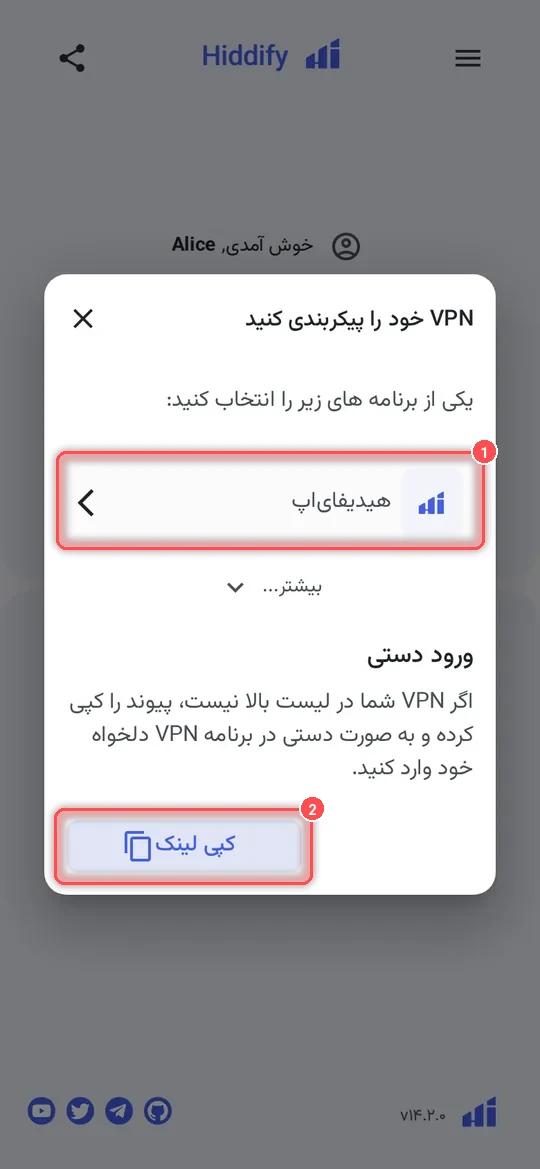 Hiddify
خوش آمدی, Alice
VPN خود را پیکربندی کنید
یکی از برنامه های زیر را انتخاب کنید:
1
هیدیفای‌اپ
بیشتر...
ورود دستی
اگر VPN شما در لیست بالا نیست، پیوند را کپی
کرده و به صورت دستی در برنامه VPN دلخواه
خود وارد کنید.
2
کپی لینک
v۱۴.۲.۰